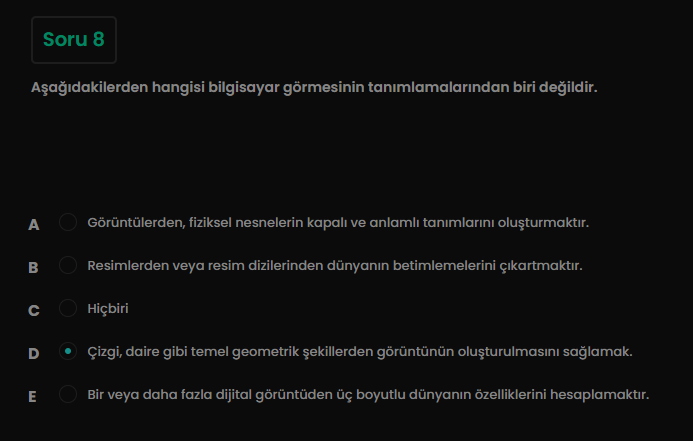 Soru 8
Aşağıdakilerden hangisi bilgisayar görmesinin tanımlamalarından biri değildir.
A Görüntülerden, fiziksel nesnelerin kapalı ve anlamlı tanımlarını oluşturmaktır.
B Resimlerden veya resim dizilerinden dünyanın betimlemelerini çıkartmaktır.
C Hiçbiri
D Çizgi, daire gibi temel geometrik şekillerden görüntünün oluşturulmasını sağlamak.
E Bir veya daha fazla dijital görüntüden üç boyutlu dünyanın özelliklerini hesaplamaktır.